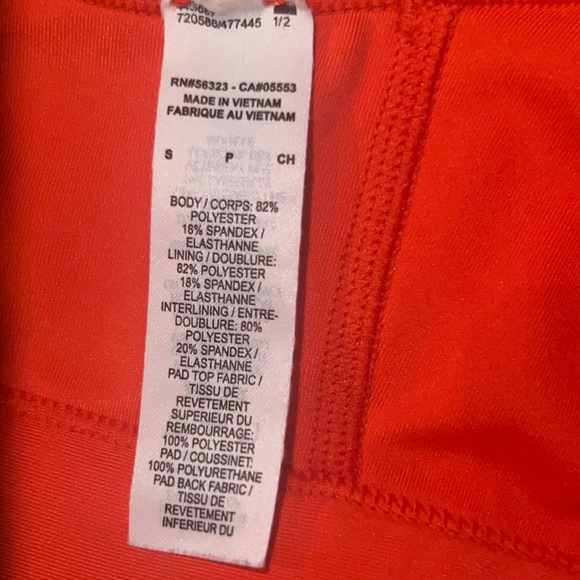 720588/477445 1/2
RN#56323 - CA#05553
MADE IN VIETNAM
FABRIQUE AU VIETNAM
S P CH
BODY / CORPS: 82%
POLYESTER
18% SPANDEX /
ELASTHANNE
LINING / DOUBLURE:
82% POLYESTER
18% SPANDEX /
ELASTHANNE
INTERLINING / ENTRE-
DOUBLURE: 80%
POLYESTER
20% SPANDEX /
ELASTHANNE
PAD TOP FABRIC /
TISSU DE
REVETEMENT
SUPERIEUR DU
REMBOURRAGE:
100% POLYESTER
PAD / COUSSINET:
100% POLYURETHANE
PAD BACK FABRIC /
TISSU DE
REVETEMENT
INFERIEUR DU